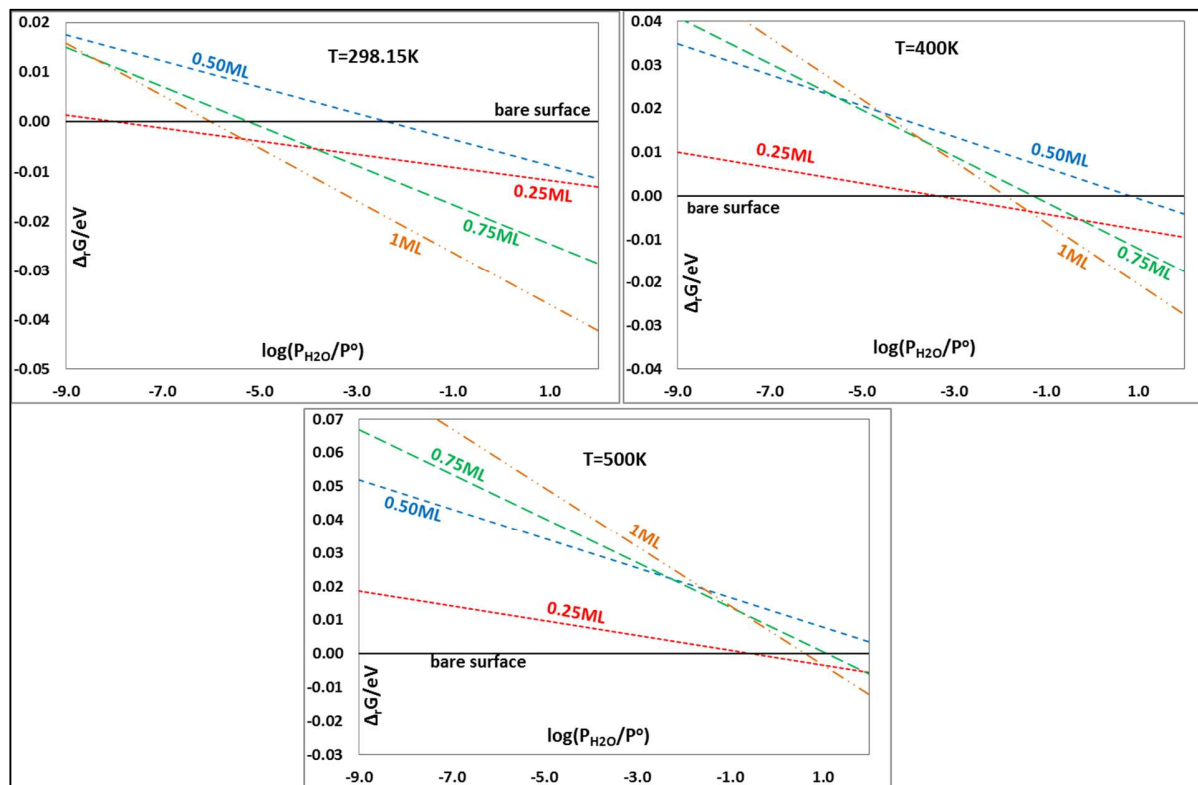 0.02
0.01
0.00
-0.01
-0.02
-0.03
-0.04
-0.05
T=298.15K
0.50ML
bare surface
0.25ML
0.75ML
1ML
ΔrG/eV
log(PH2O/Po)
-9.0 -7.0 -5.0 -3.0 -1.0 1.0
0.04
0.03
0.02
0.01
0.00
-0.01
-0.02
-0.03
-0.04
T=400K
0.25ML
0.50ML
bare surface
1ML
0.75ML
ΔrG/eV
log(PH2O/Po)
-9.0 -7.0 -5.0 -3.0 -1.0 1.0
0.07
0.06
0.05
0.04
0.03
0.02
0.01
0.00
-0.01
-0.02
-0.03
T=500K
0.75ML
0.50ML
1ML
0.25ML
bare surface
ΔrG/eV
log(PH2O/Po)
-9.0 -7.0 -5.0 -3.0 -1.0 1.0